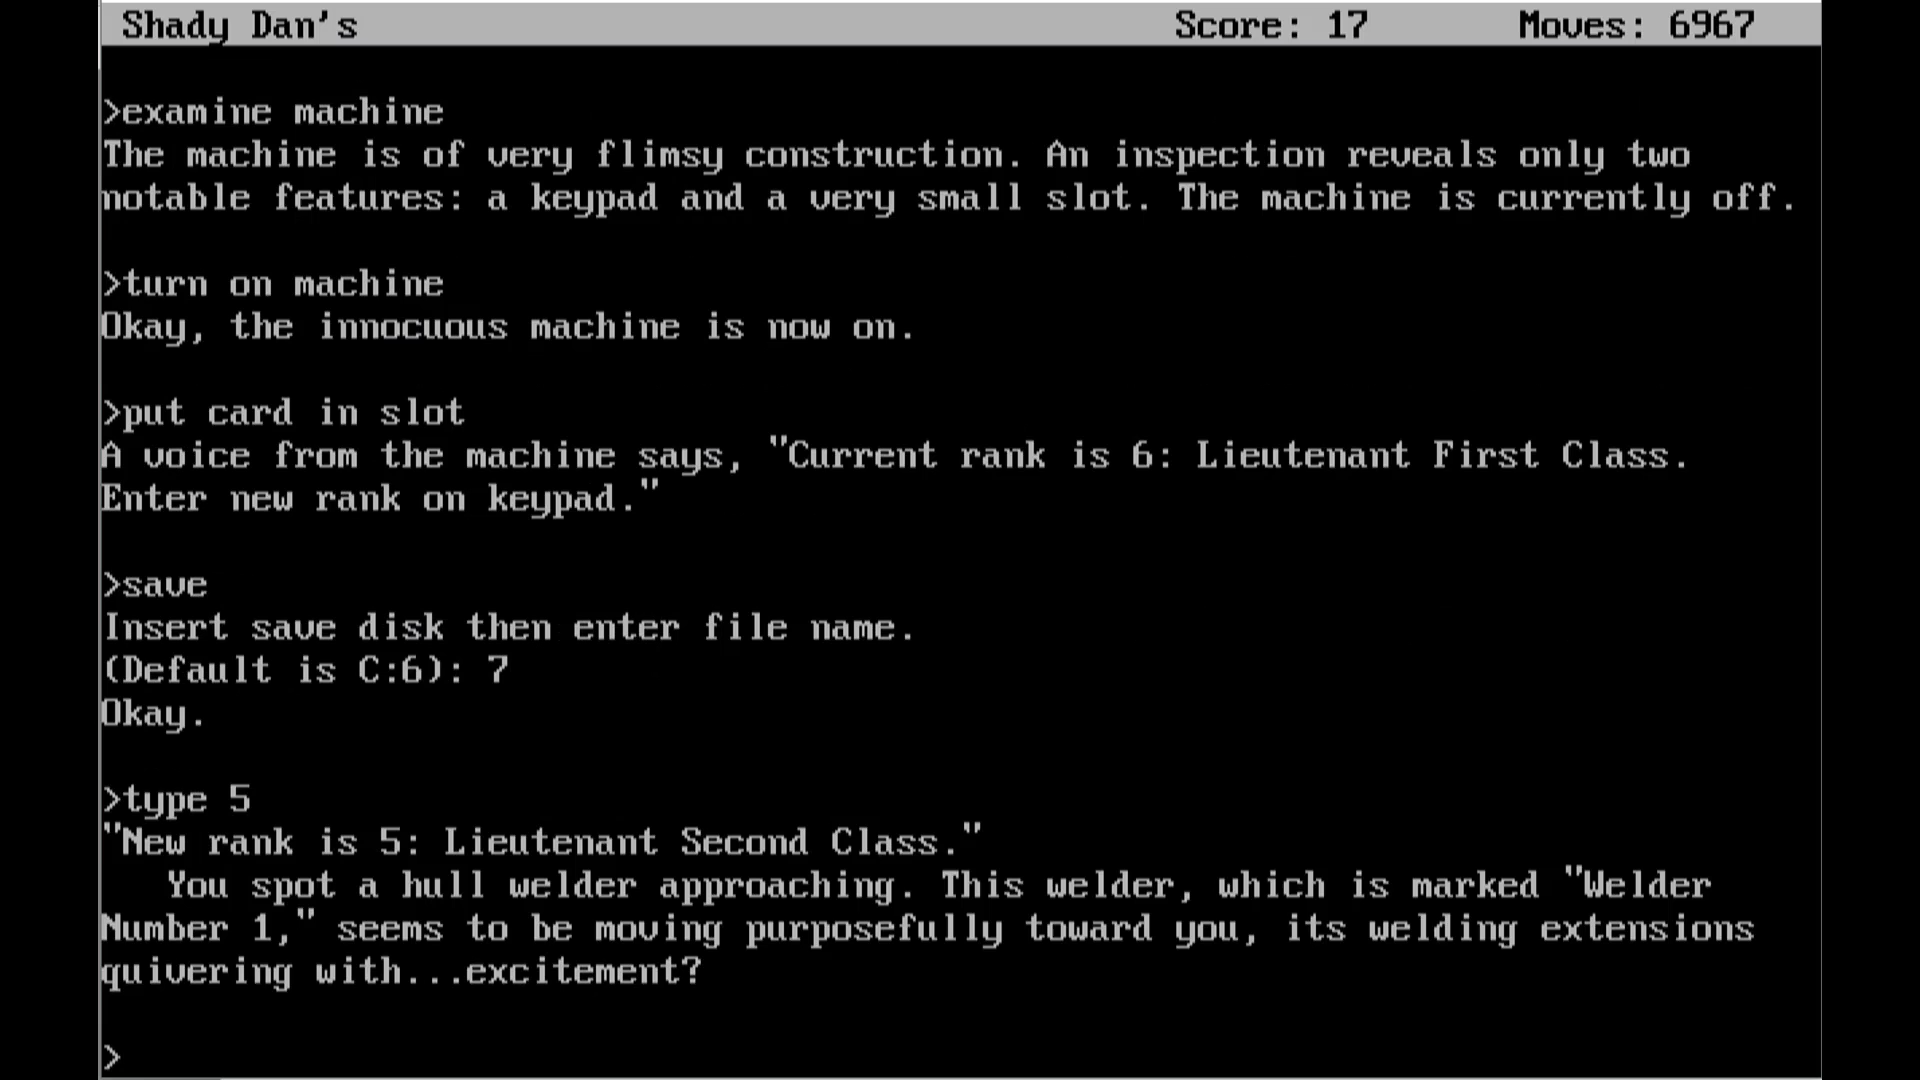 Shady Dan's Score: 17 Moves: 6967
>examine machine
The machine is of very flimsy construction. An inspection reveals only two
notable features: a keypad and a very small slot. The machine is currently off.
>turn on machine
Okay, the innocuous machine is now on.
>put card in slot
A voice from the machine says, "Current rank is 6: Lieutenant First Class.
Enter new rank on keypad."
>save
Insert save disk then enter file name.
(Default is C:6): 7
Okay.
>type 5
"New rank is 5: Lieutenant Second Class."
You spot a hull welder approaching. This welder, which is marked "Welder
Number 1," seems to be moving purposefully toward you, its welding extensions
quivering with...excitement?
>